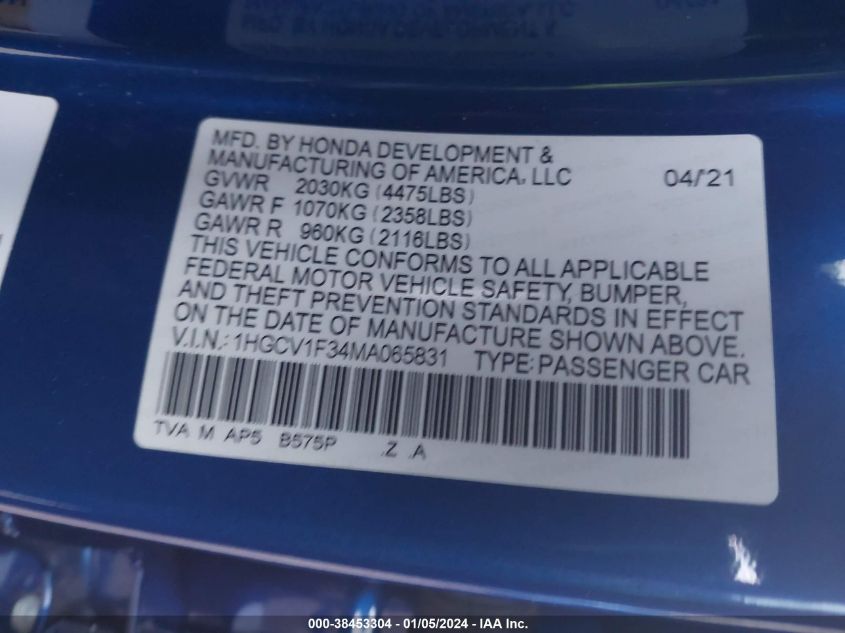 MFD. BY HONDA DEVELOPMENT &
MANUFACTURING OF AMERICA, LLC 04/'21
GVWR 2030KG (4475LBS)
GAWR F 1070KG (2358LBS)
GAWR R 960KG (2116LBS)
THIS VEHICLE CONFORMS TO ALL APPLICABLE
FEDERAL MOTOR VEHICLE SAFETY, BUMPER,
AND THEFT PREVENTION STANDARDS IN EFFECT
ON THE DATE OF MANUFACTURE SHOWN ABOVE.
V.I.N.: 1HGCV1F34MA065831 TYPE: PASSENGER CAR
TVA M AP5 B575P .Z .A
000-38453304 - 01/05/2024 - IAA Inc.